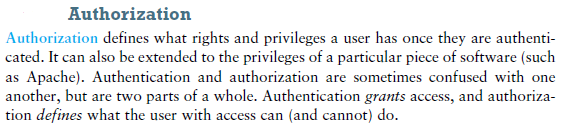 Authorization
Authorization defines what rights and privileges a user has once they are authenti-
cated. It can also be extended to the privileges of a particular piece of software (such
as Apache). Authentication and authorization are sometimes confused with one
another, but are two parts of a whole. Authentication grants access, and authoriza-
tion defines what the user with access can (and cannot) do.